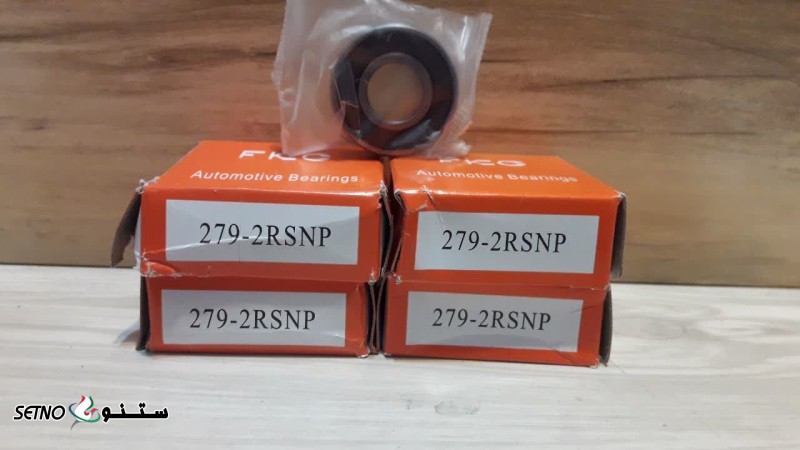 FKG
Automotive Bearings
279-2RSNP
279-2RSNP
FKG
Automotive Bearings
279-2RSNP
279-2RSNP
SETNO ستنو